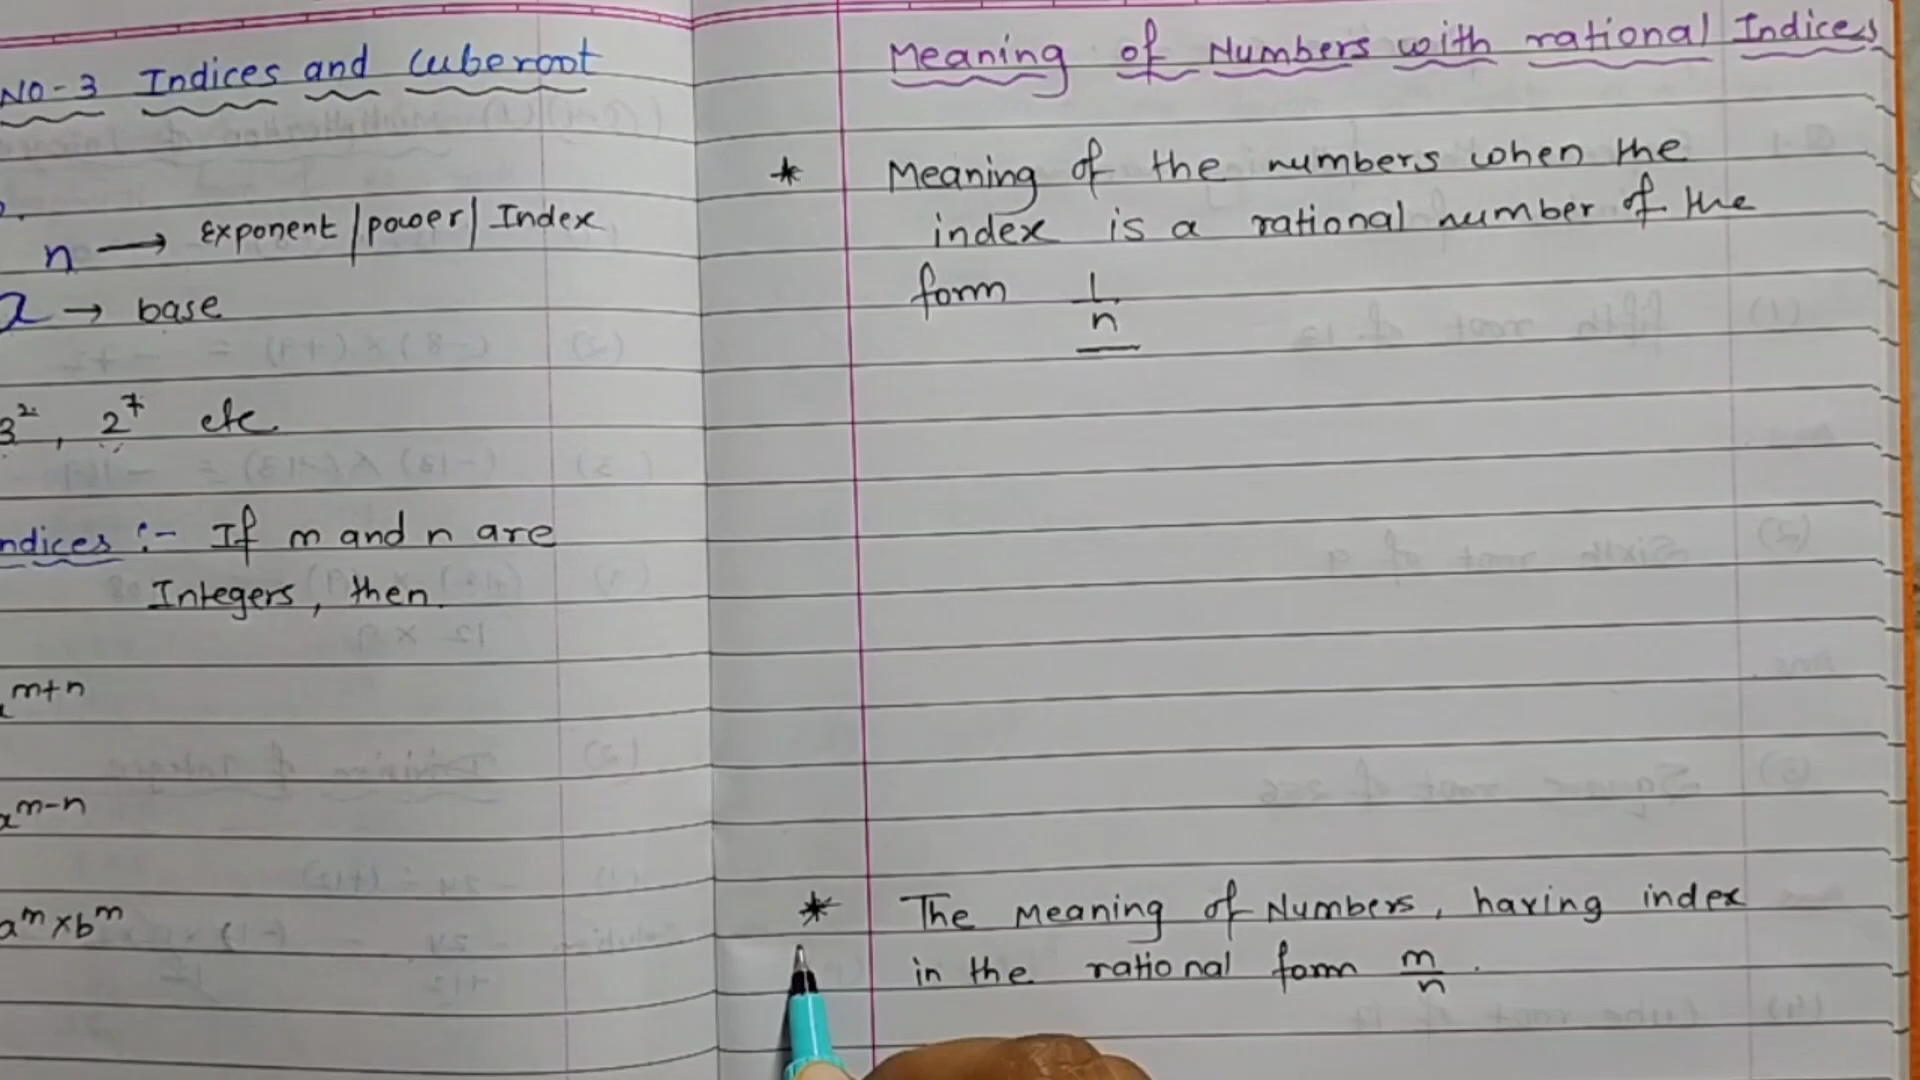 NO-3 Indices and Cuberoot
n → Exponent/power/Index
a → base
3², 2⁷ etc.
ndices :- If m and n are
Integers, then.
m+n
a^m-n
a^m×b^m
Meaning of Numbers with rational Indices
* Meaning of the numbers when the
index is a rational number of the
form 1/n
* The Meaning of Numbers, having index
in the rational form m/n.